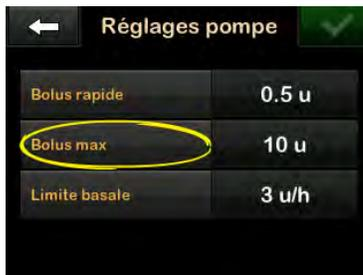 Réglages pompe
Bolus rapide 0.5 u
Bolus max 10 u
Limite basale 3 u/h